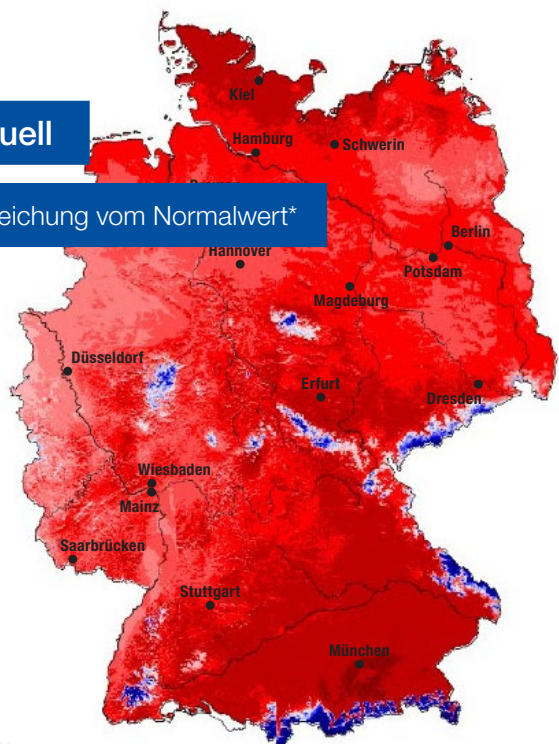 Kiel
uell
Hamburg
Schwerin
eichung vom Normalwert*
Berlin
Hannover
Potsdam
Magdeburg
Düsseldorf
Erfurt
Dresden
Wiesbaden
Mainz
Saarbrücken
Stuttgart
München